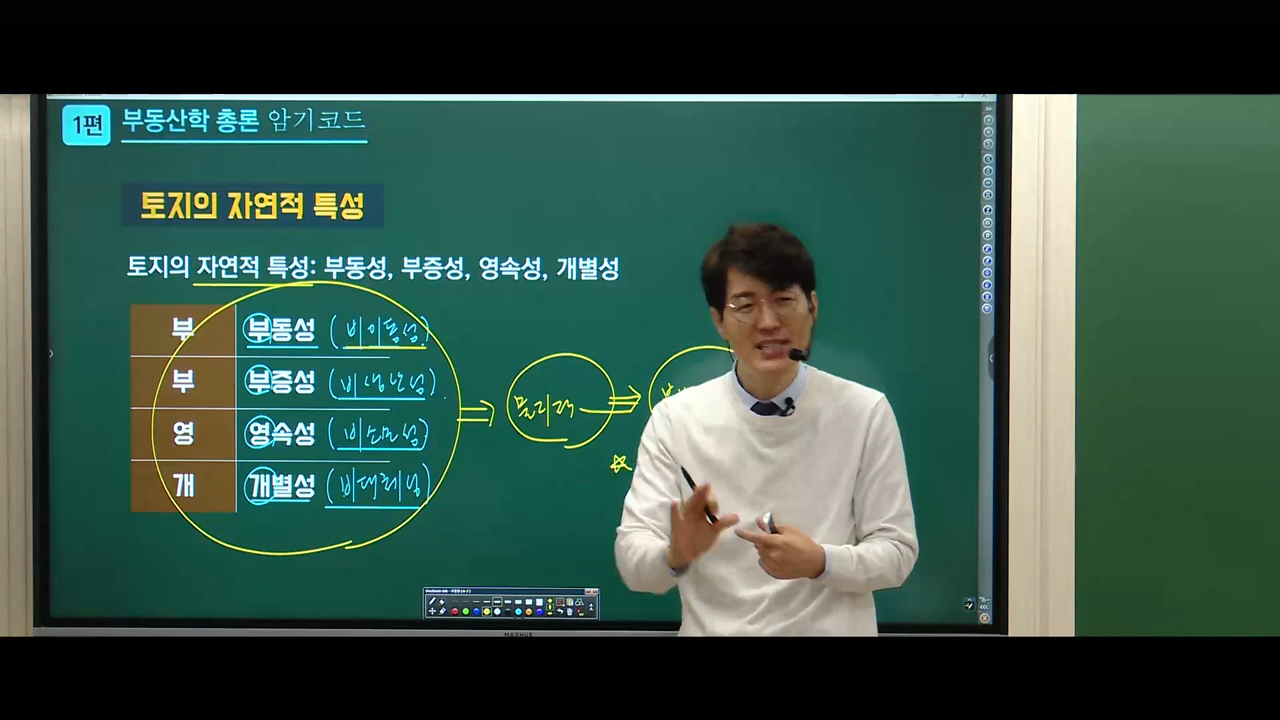 1편 부동산학 총론 암기코드
토지의 자연적 특성
토지의 자연적 특성: 부동성, 부증성, 영속성, 개별성
부 부동성 (비이동성)
부 부증성 (비생산성)
영 영속성 (비소모성)
개 개별성 (비대체성)
물리적